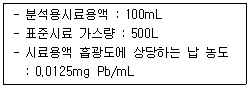 - 분석용시료용액 : 100mL
- 표준시료 가스량 : 500L
- 시료용액 흡광도에 상당하는 납 농도
: 0.0125mg Pb/mL